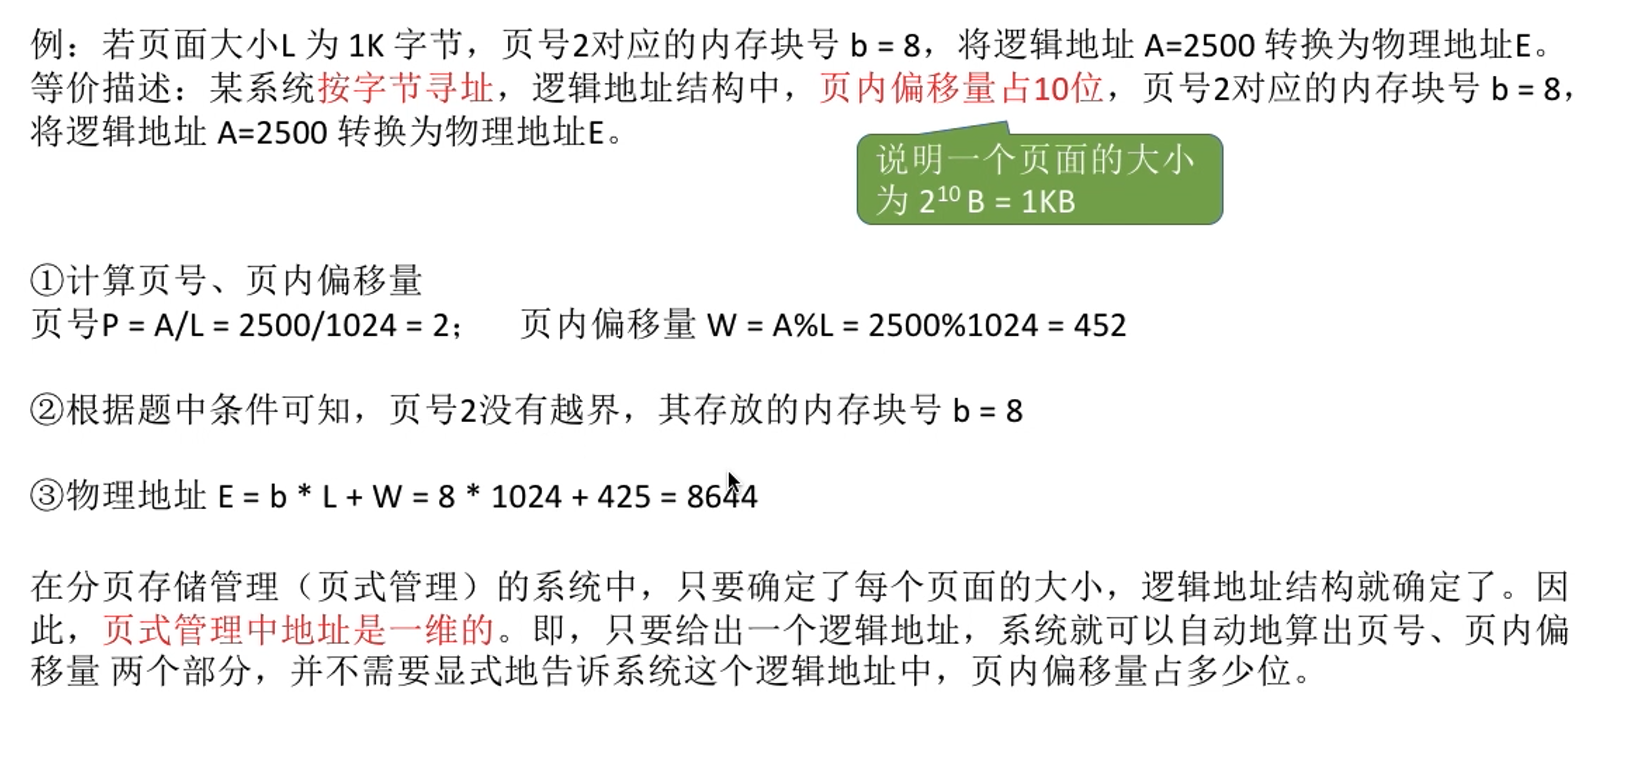 例：若页面大小L 为 1K 字节，页号2对应的内存块号 b = 8，将逻辑地址 A=2500 转换为物理地址E。
等价描述：某系统按字节寻址，逻辑地址结构中，页内偏移量占10位，页号2对应的内存块号 b = 8，
将逻辑地址 A=2500 转换为物理地址E。
说明一个页面的大小
为 2¹⁰ B = 1KB
①计算页号、页内偏移量
页号P = A/L = 2500/1024 = 2； 页内偏移量 W = A%L = 2500%1024 = 452
②根据题中条件可知，页号2没有越界，其存放的内存块号 b = 8
③物理地址 E = b * L + W = 8 * 1024 + 425 = 8644
在分页存储管理（页式管理）的系统中，只要确定了每个页面的大小，逻辑地址结构就确定了。因
此，页式管理中地址是一维的。即，只要给出一个逻辑地址，系统就可以自动地算出页号、页内偏
移量 两个部分，并不需要显式地告诉系统这个逻辑地址中，页内偏移量占多少位。